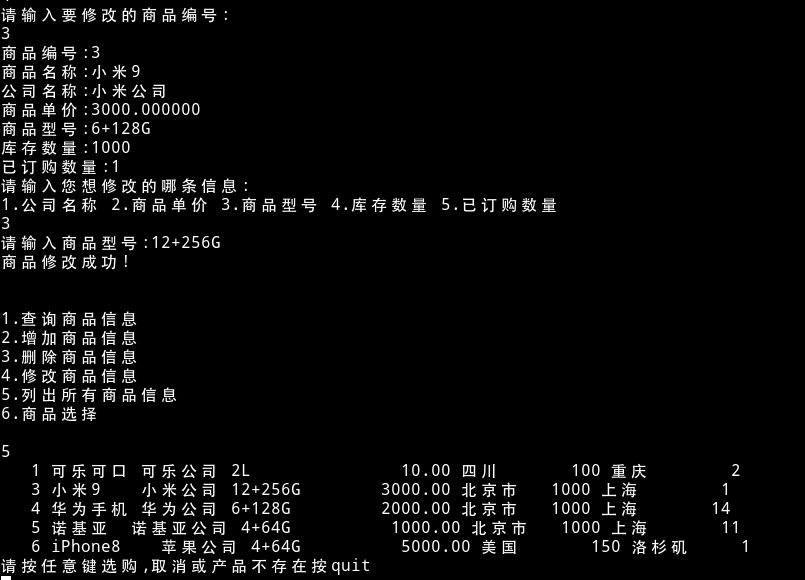 请输入要修改的商品编号:
3
商品编号:3
商品名称:小米9
公司名称:小米公司
商品单价:3000.000000
商品型号:6+128G
库存数量:1000
已订购数量:1
请输入您想修改的哪条信息:
1.公司名称 2.商品单价 3.商品型号 4.库存数量 5.已订购数量
3
请输入商品型号:12+256G
商品修改成功!
1.查询商品信息
2.增加商品信息
3.删除商品信息
4.修改商品信息
5.列出所有商品信息
6.商品选择
5
1 可乐可口 可乐公司 2L 10.00 四川 100 重庆 2
3 小米9 小米公司 12+256G 3000.00 北京市 1000 上海 1
4 华为手机 华为公司 6+128G 2000.00 北京市 1000 上海 14
5 诺基亚 诺基亚公司 4+64G 1000.00 北京市 1000 上海 11
6 iPhone8 苹果公司 4+64G 5000.00 美国 150 洛杉矶 1
请按任意键选购,取消或产品不存在按quit